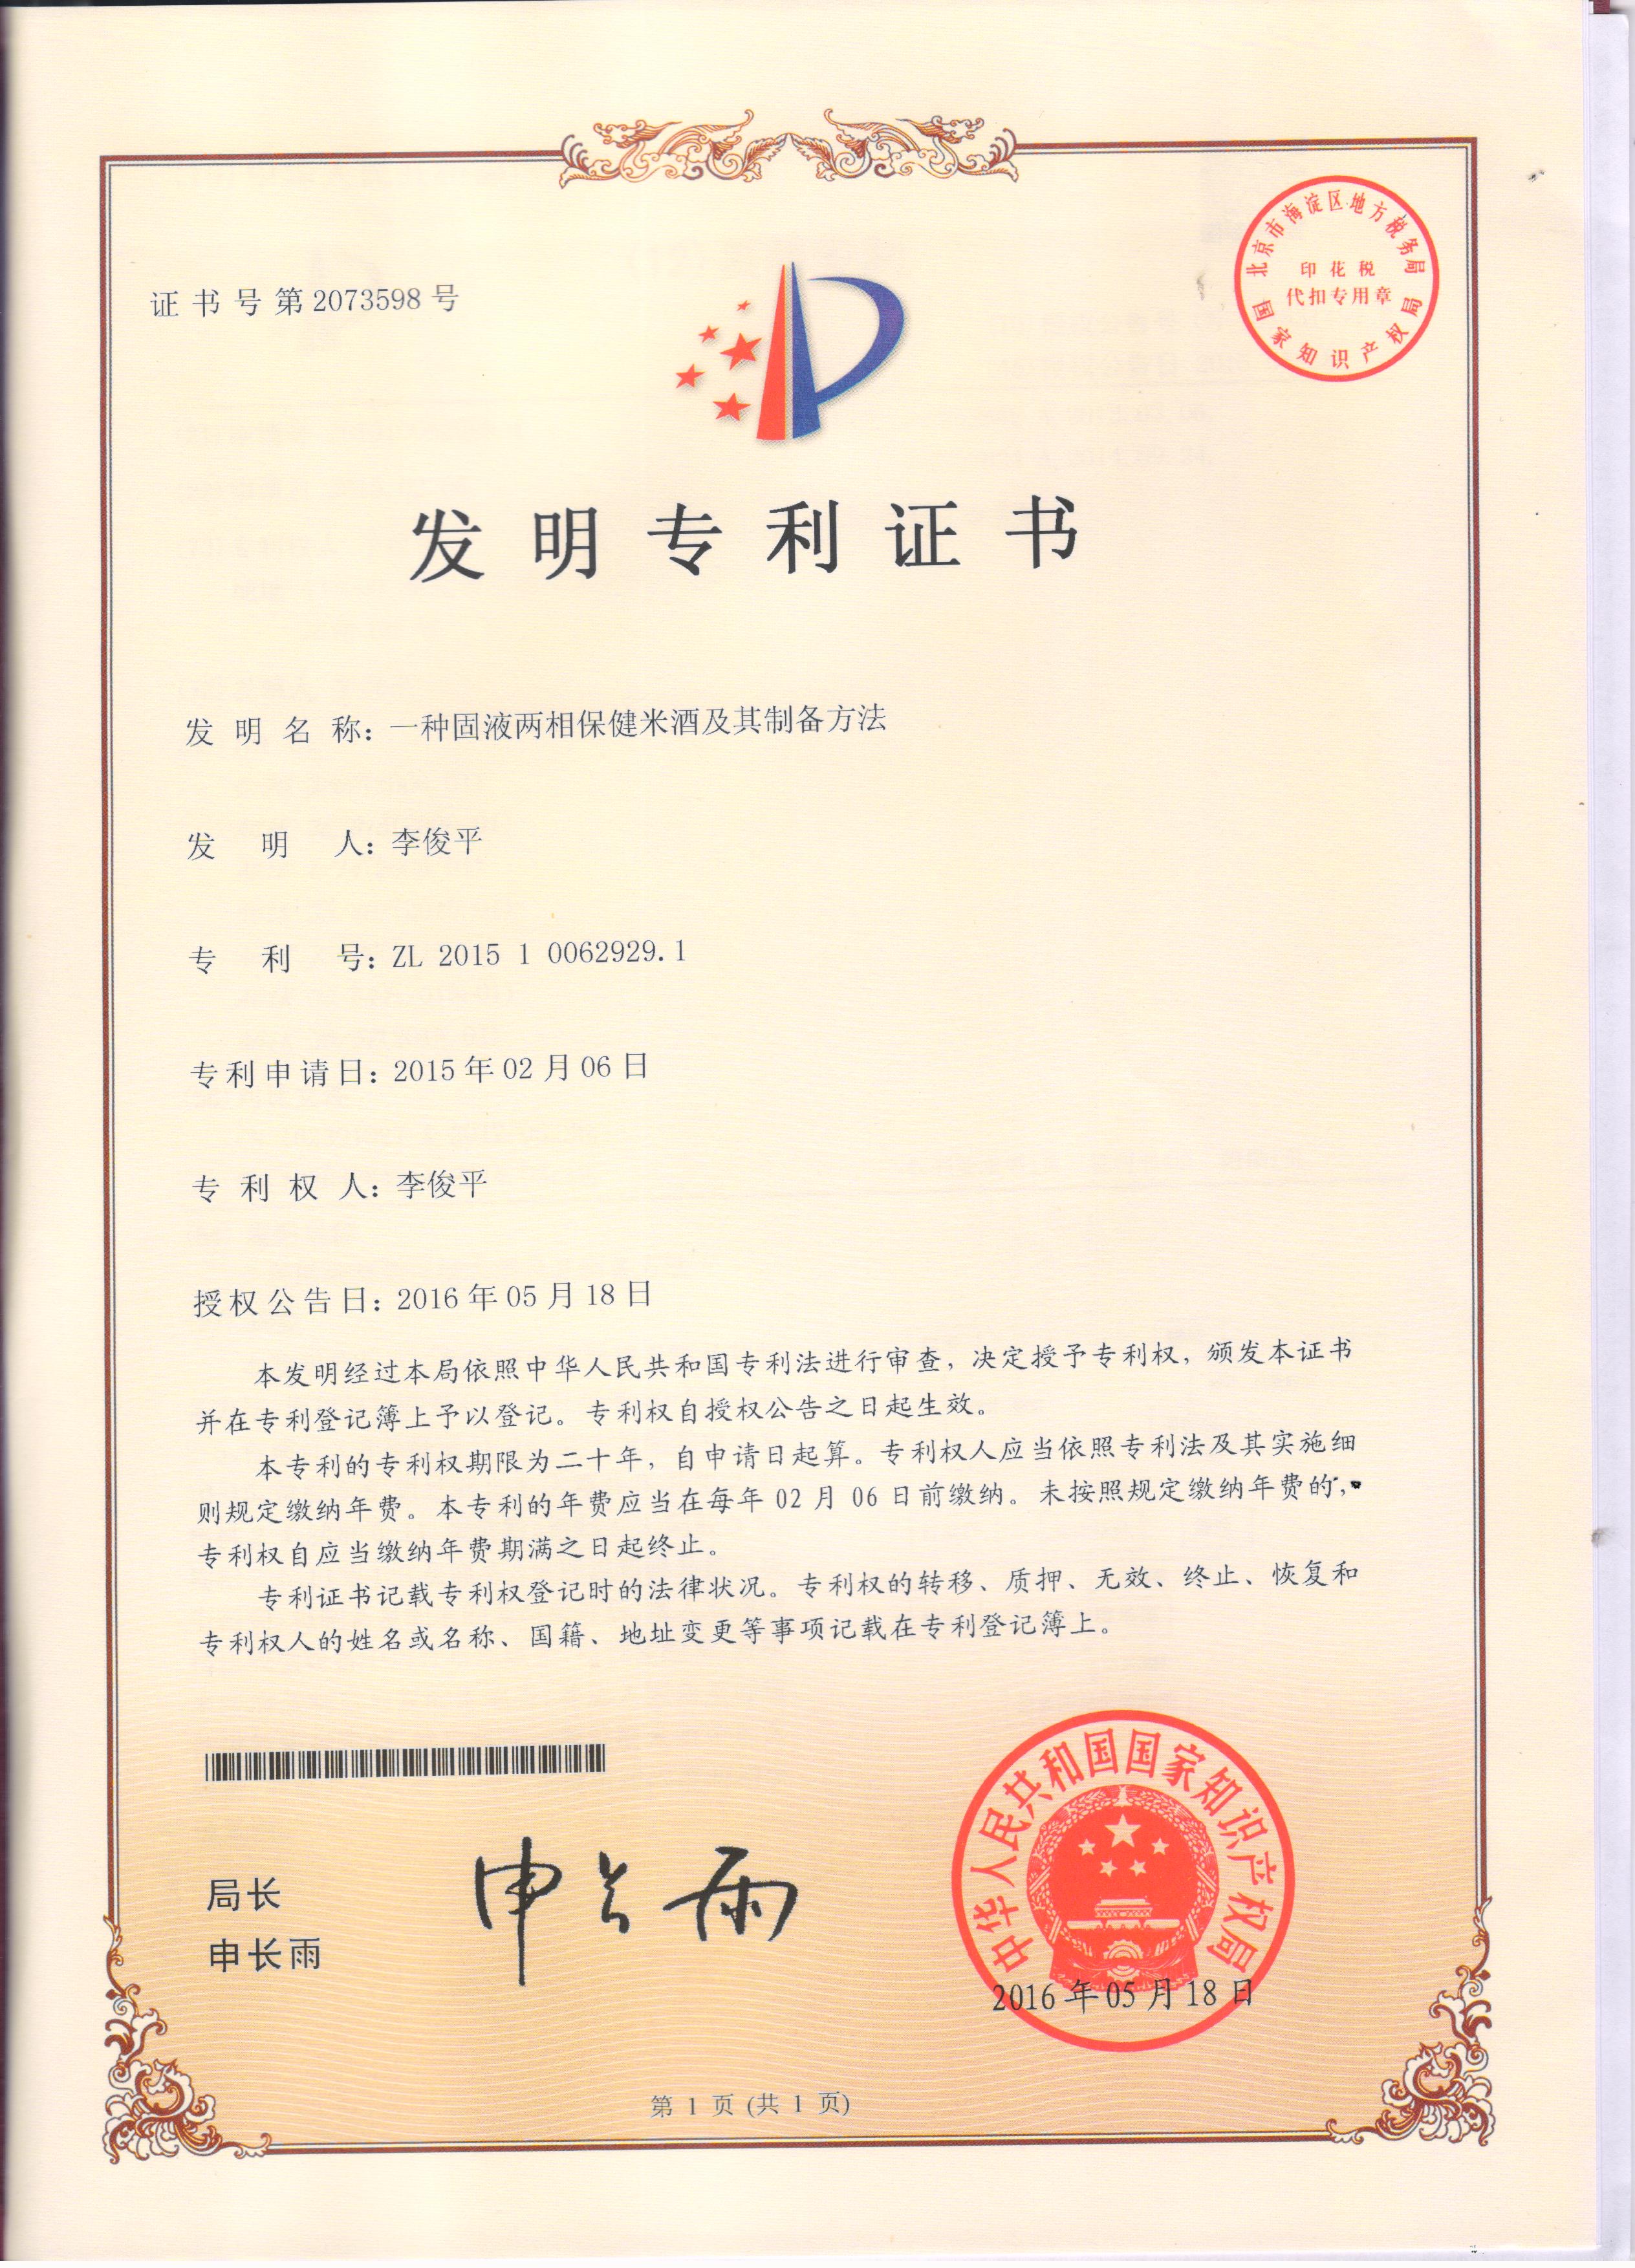 证书号第2073598号
北京市海淀区地方税务局
印花税
代扣专用章
国家知识产权局
发明专利证书
发明名称：一种固液两相保健米酒及其制备方法
发明人：李俊平
专利号：ZL 2015 1 0062929.1
专利申请日：2015年02月06日
专利权人：李俊平
授权公告日：2016年05月18日
本发明经过本局依照中华人民共和国专利法进行审查，决定授予专利权，颁发本证书
并在专利登记簿上予以登记。专利权自授权公告之日起生效。
本专利的专利权期限为二十年，自申请日起算。专利权人应当依照专利法及其实施细
则规定缴纳年费。本专利的年费应当在每年02月06日前缴纳。未按照规定缴纳年费的，
专利权自应当缴纳年费期满之日起终止。
专利证书记载专利权登记时的法律状况。专利权的转移、质押、无效、终止、恢复和
专利权人的姓名或名称、国籍、地址变更等事项记载在专利登记簿上。
局长
申长雨
申长雨
中华人民共和国国家知识产权局
2016年05月18日
第1页(共1页)